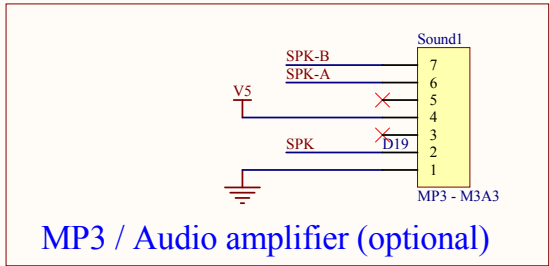 Sound1
SPK-B 7
SPK-A 6
V5 5
4
3
SPK D19 2
1
MP3 - M3A3
MP3 / Audio amplifier (optional)